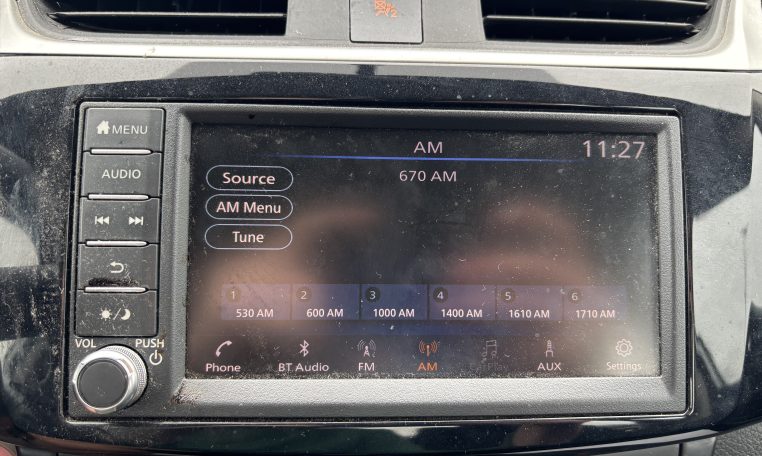 MENU
AUDIO
VOL
PUSH
AM
11:27
670 AM
Source
AM Menu
Tune
1 2 3 4 5 6
530 AM 600 AM 1000 AM 1400 AM 1610 AM 1710 AM
Phone BT Audio FM AM AUX Settings